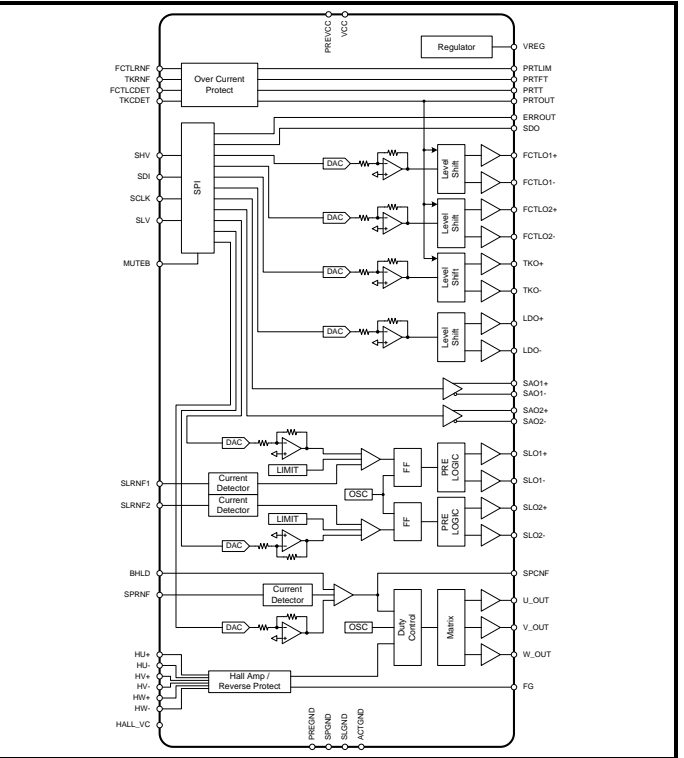 PREVCC
VCC
Regulator
VREG
FCTLRNF
TKRNF
FCTLCDET
TKCDET
Over Current
Protect
PRTLIM
PRTFT
PRTT
PRTOUT
ERROUT
SDO
SHV
SDI
SCLK
SLV
MUTEB
SPI
DAC
Level
Shift
FCTLO1+
FCTLO1-
DAC
Level
Shift
FCTLO2+
FCTLO2-
DAC
Level
Shift
TKO+
TKO-
DAC
Level
Shift
LDO+
LDO-
SAO1+
SAO1-
SAO2+
SAO2-
DAC
LIMIT
FF
PRE
LOGIC
SLO1+
SLO1-
SLRNF1
SLRNF2
Current
Detector
Current
Detector
OSC
LIMIT
DAC
FF
PRE
LOGIC
SLO2+
SLO2-
BHLD
SPRNF
Current
Detector
SPCNF
DAC
OSC
Duty
Control
Matrix
U_OUT
V_OUT
W_OUT
HU+
HU-
HV+
HV-
HW+
HW-
Hall Amp /
Reverse Protect
FG
HALL_VC
PREGND
SPGND
SLGND
ACTGND